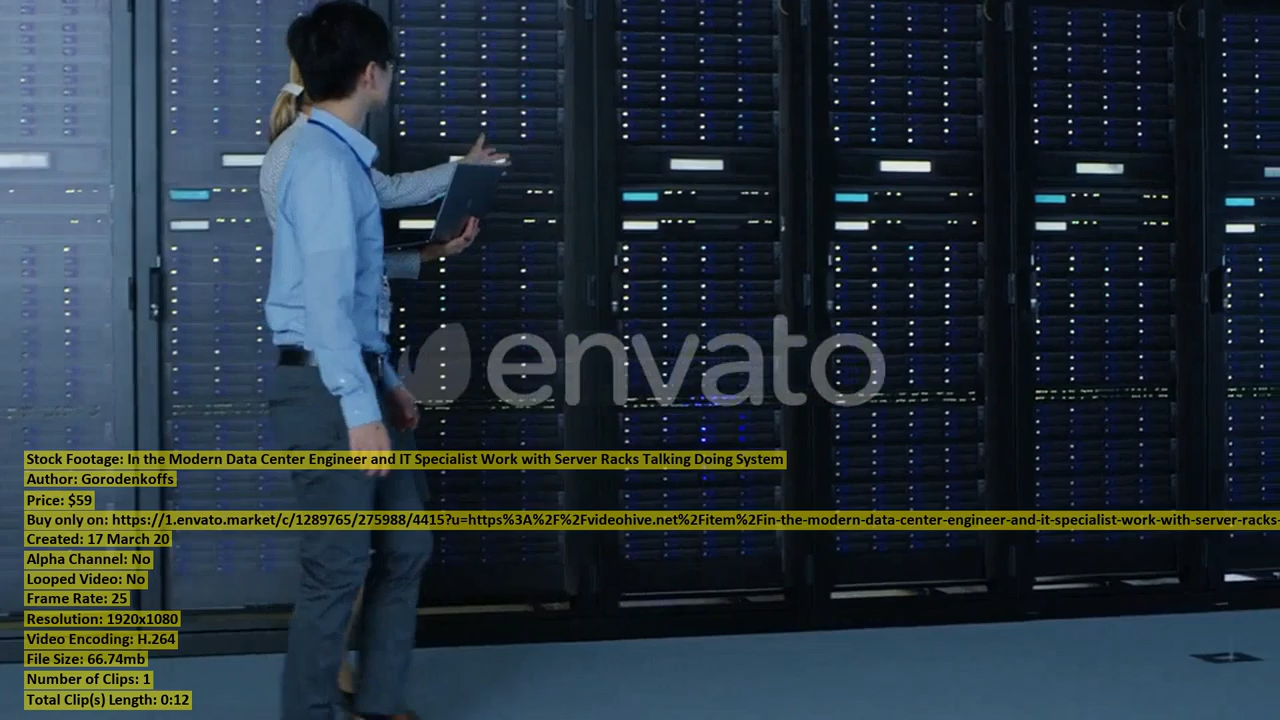 envato
Stock Footage: In the Modern Data Center Engineer and IT Specialist Work with Server Racks Talking Doing System
Author: Gorodenkoffs
Price: $59
Buy only on: https://1.envato.market/c/1289765/275988/4415?u=https%3A%2F%2Fvideohive.net%2Fitem%2Fin-the-modern-data-center-engineer-and-it-specialist-work-with-server-racks-
Created: 17 March 20
Alpha Channel: No
Looped Video: No
Frame Rate: 25
Resolution: 1920x1080
Video Encoding: H.264
File Size: 66.74mb
Number of Clips: 1
Total Clip(s) Length: 0:12